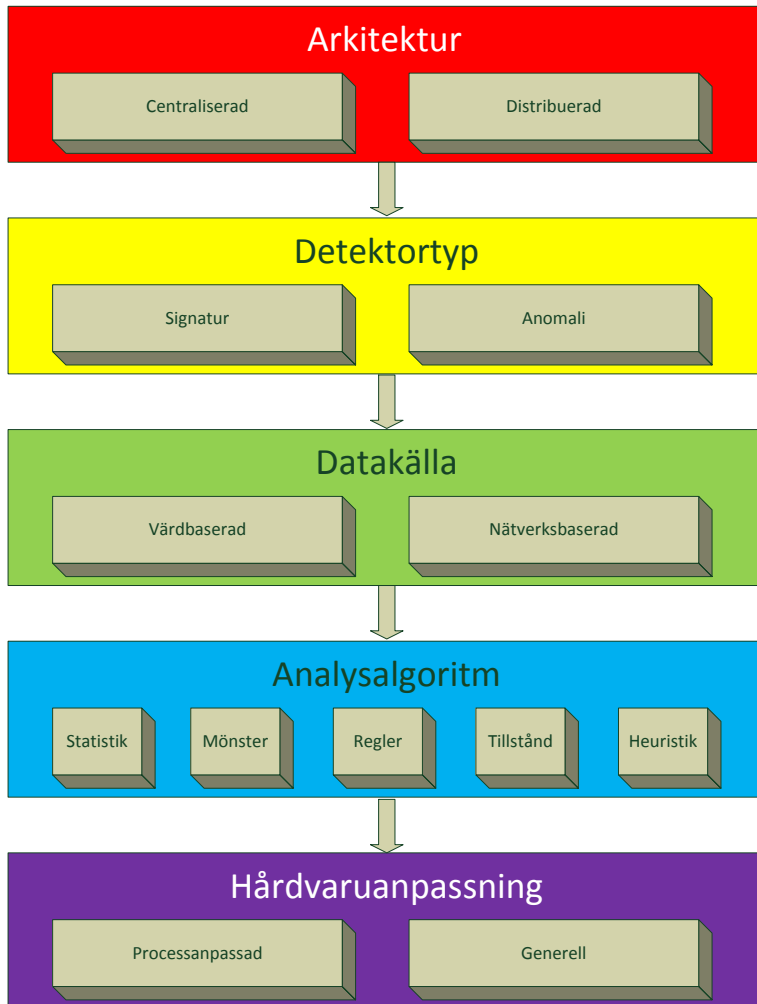 Arkitektur
Centraliserad
Distribuerad
Detektortyp
Signatur
Anomali
Datakälla
Värdbaserad
Nätverksbaserad
Analysalgoritm
Statistik
Mönster
Regler
Tillstånd
Heuristik
Hårdvaruanpassning
Processanpassad
Generell